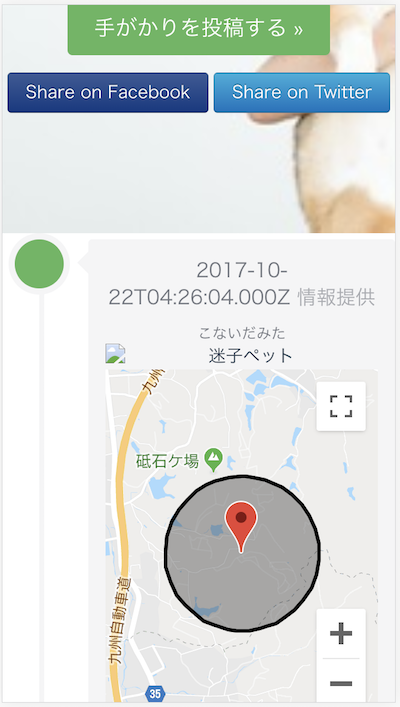 手がかりを投稿する »
Share on Facebook
Share on Twitter
2017-10-
22T04:26:04.000Z 情報提供
こないだみた
迷子ペット
九州
砥石ケ場
九州自動車道
35